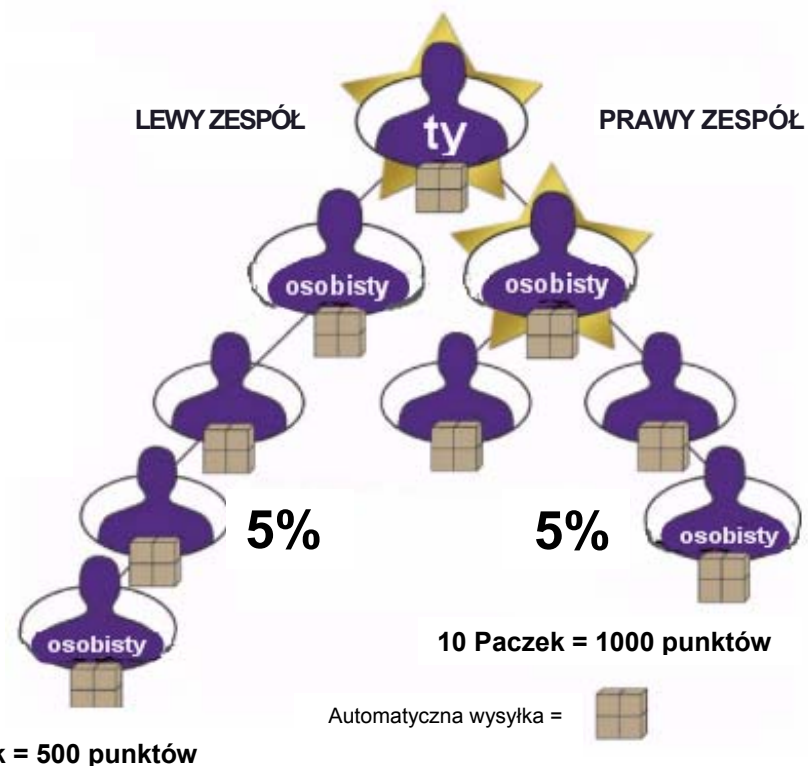 LEWY ZESPÓŁ
PRAWY ZESPÓŁ
ty
osobisty
osobisty
5%
5%
osobisty
osobisty
10 Paczek = 1000 punktów
Automatyczna wysyłka =
= 500 punktów